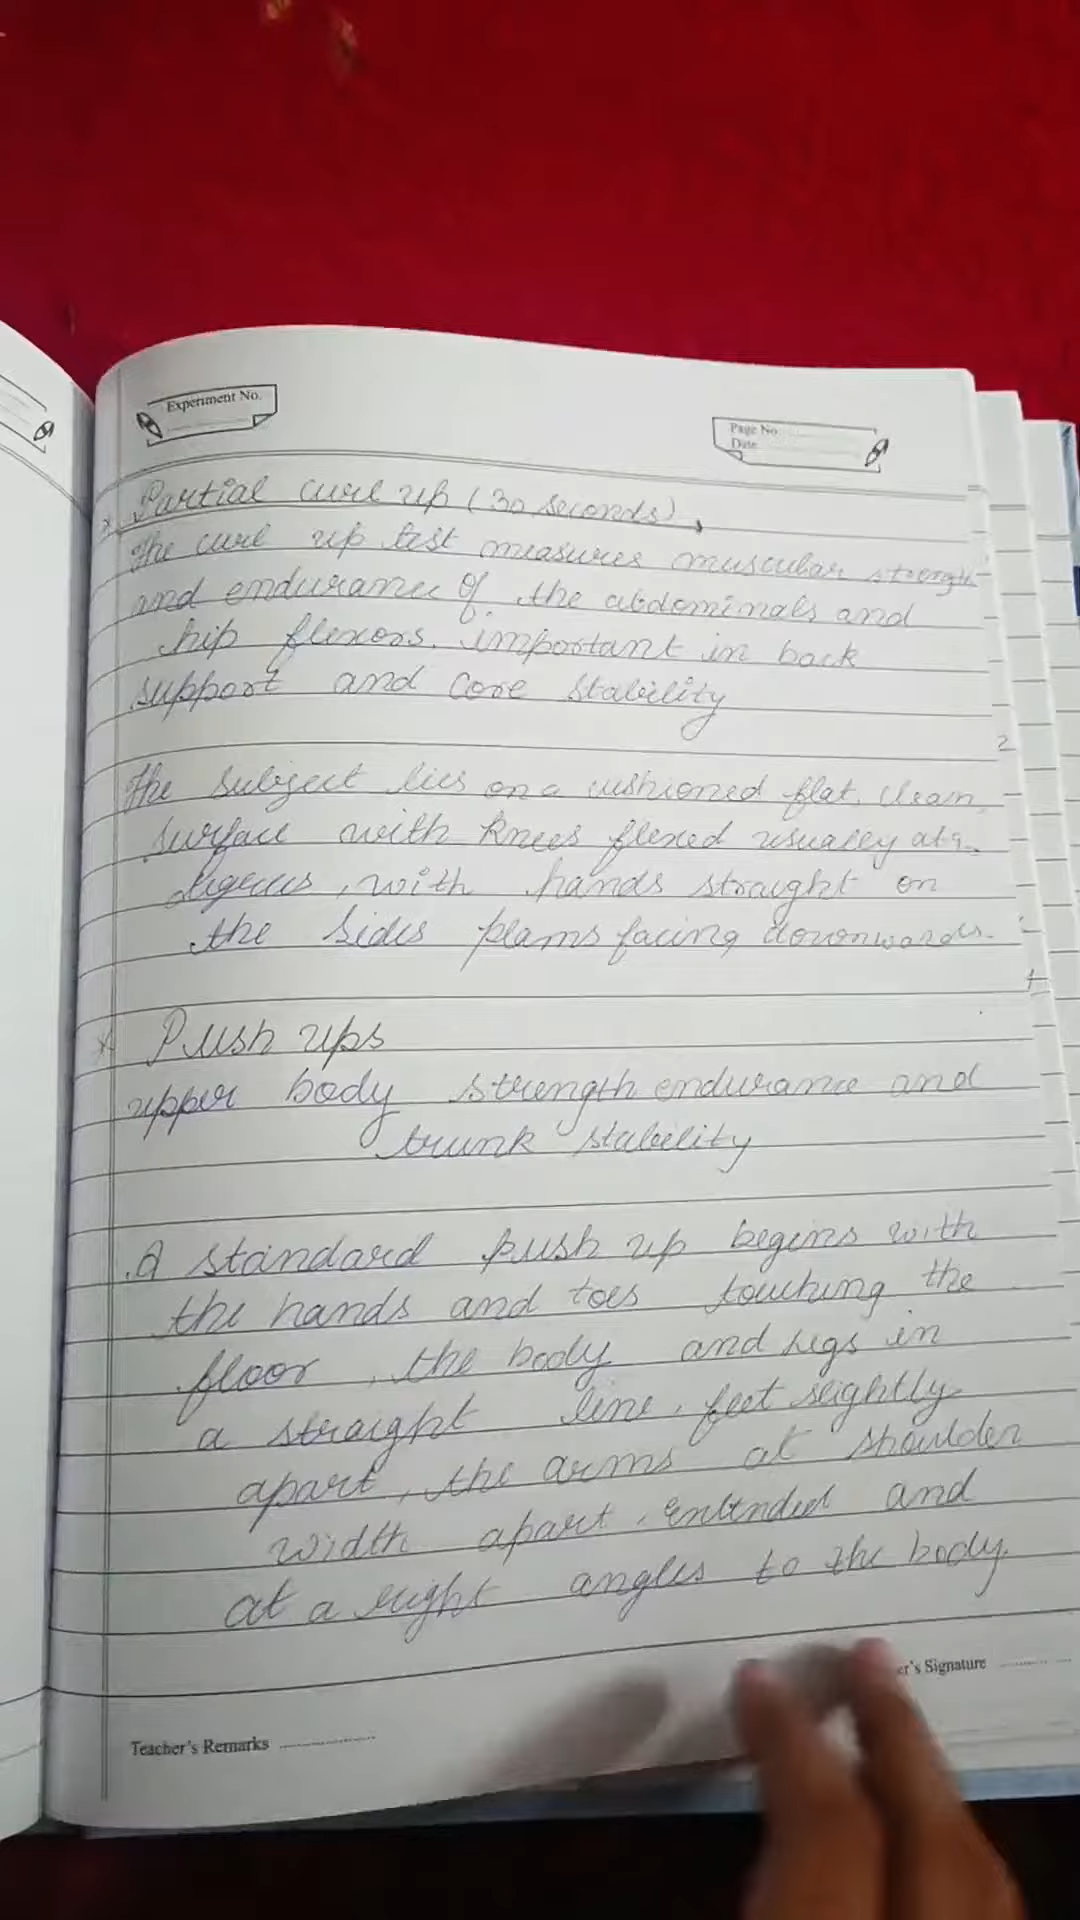 Experiment No.
Page No.
Date
* Partial curl up (30 seconds),
The curl up test measures muscular strength
and endurance of the abdominals and
hip flexors. important in back
support and core stability
2
The subject lies on a cushioned flat, clean
surface with knees flexed usually at
with hands straight on
the sides plams facing downwards.
* Push ups
upper body strength endurance and
trunk stability
A standard push up begins with
the hands and toes touching the
floor, the body and legs in
a straight line, feet slightly
apart, the arms at shoulder
width apart, extended and
at a right angles to the body.
er's Signature
Teacher's Remarks